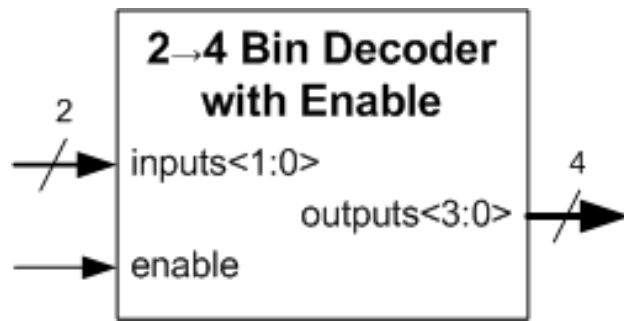 2→4 Bin Decoder
with Enable
2
inputs<1:0>
4
outputs<3:0>
enable